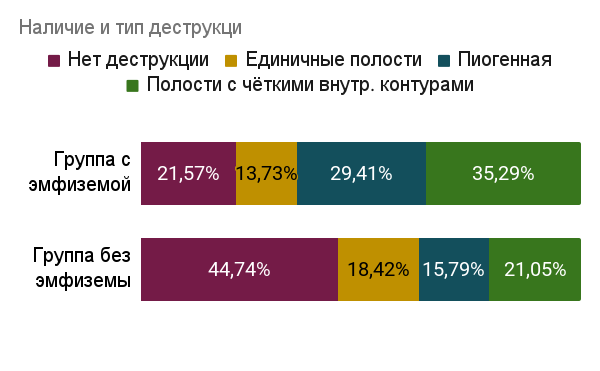 Наличие и тип деструкци
Нет деструкции Единичные полости Пиогенная
Полости с чёткими внутр. контурами
Группа с
эмфиземой
21,57% 13,73% 29,41% 35,29%
Группа без
эмфиземы
44,74% 18,42% 15,79% 21,05%